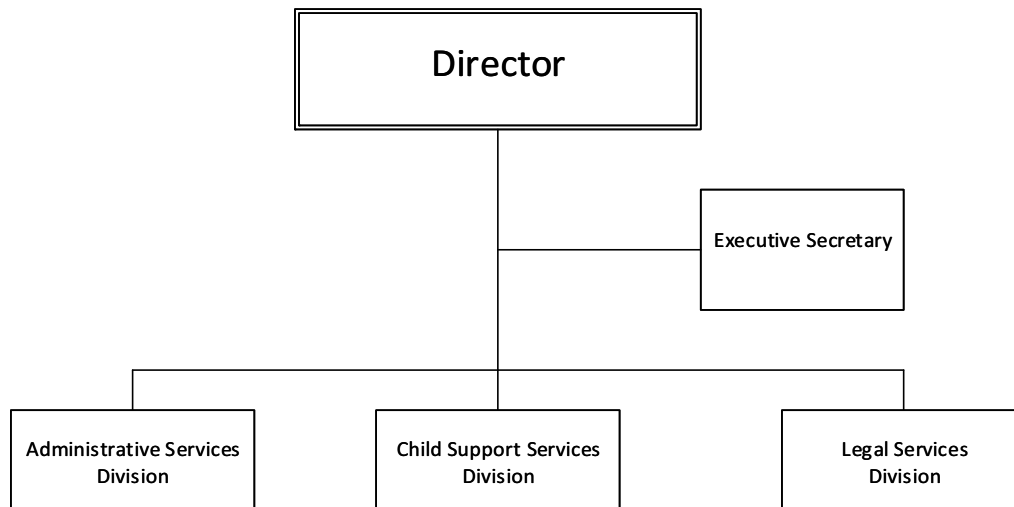 Director
Executive Secretary
Administrative Services
Division
Child Support Services
Division
Legal Services
Division